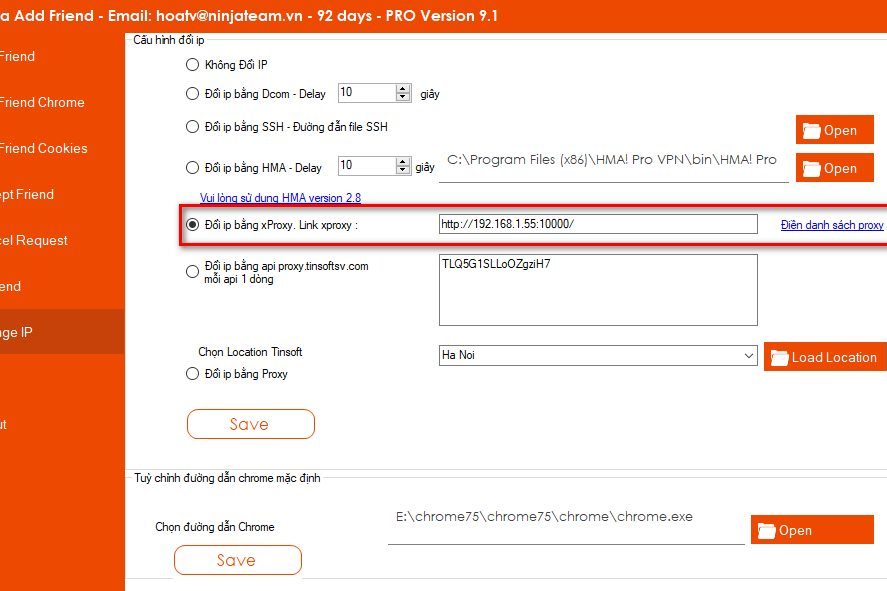 a Add Friend - Email: hoatv@ninjateam.vn - 92 days - PRO Version 9.1
Friend
Friend Chrome
Friend Cookies
ept Friend
cel Request
end
nge IP
ut
Cấu hình đổi ip
Không Đổi IP
Đổi ip bằng Dcom - Delay 10 giây
Đổi ip bằng SSH - Đường dẫn file SSH Open
Đổi ip bằng HMA - Delay 10 giây C:\Program Files (x86)\HMA! Pro VPN\bin\HMA! Pro Open
Vui lòng sử dụng HMA version 2.8
Đổi ip bằng xProxy. Link xproxy : http://192.168.1.55:10000/ Điền danh sách proxy
Đổi ip bằng api proxy.tinsoftsv.com TLQ5G1SLLoOZgziH7
mỗi api 1 dòng
Chọn Location Tinsoft Ha Noi Load Location
Đổi ip bằng Proxy
Save
Tuỳ chỉnh đường dẫn chrome mặc định
Chọn đường dẫn Chrome E:\chrome75\chrome75\chrome\chrome.exe Open
Save